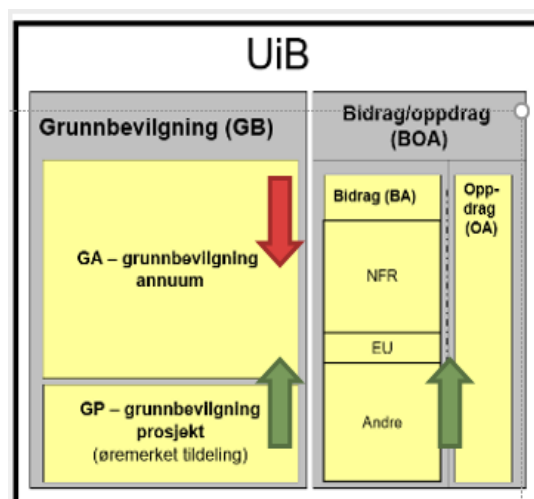 UiB
Grunnbevilgning (GB)
GA – grunnbevilgning
annuum
GP – grunnbevilgning
prosjekt
(øremerket tildeling)
Bidrag/oppdrag
(BOA)
Bidrag (BA)
NFR
EU
Andre
Opp-
drag
(OA)